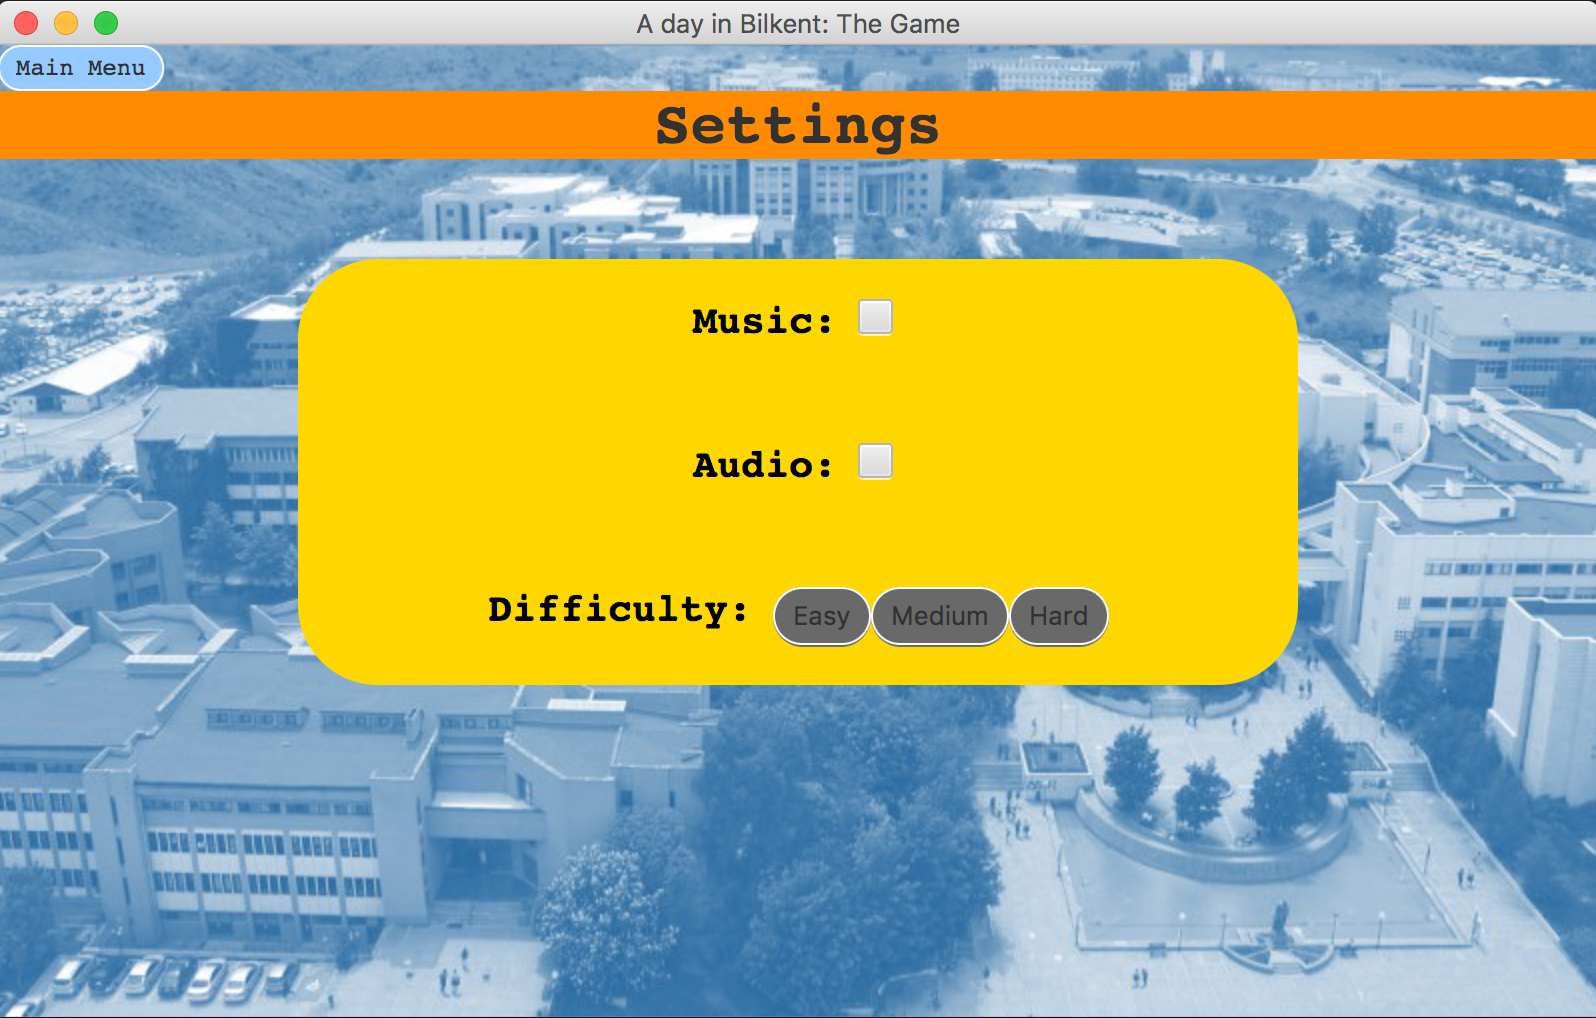 A day in Bilkent: The Game
Main Menu
Settings
Music:
Audio:
Difficulty: Easy Medium Hard